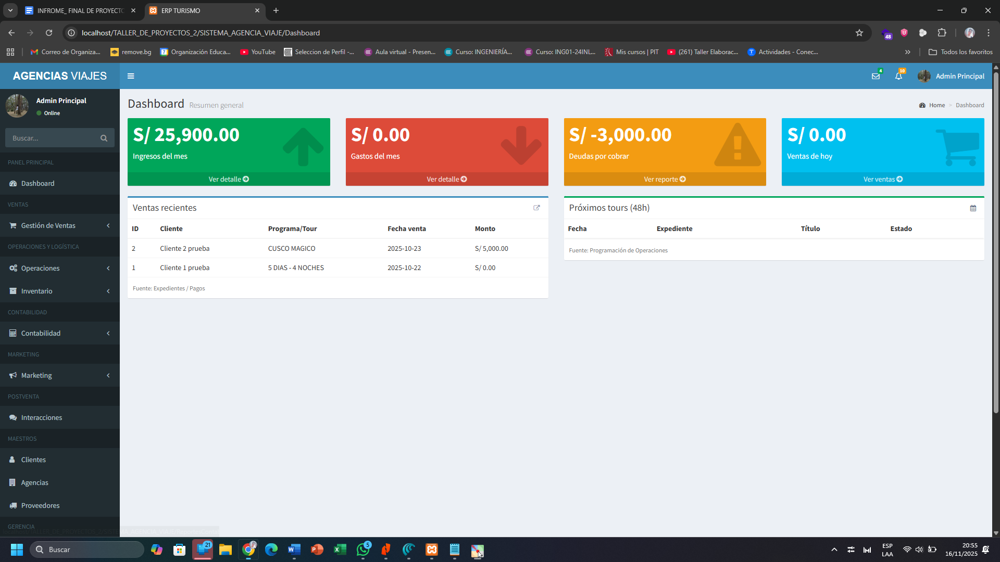 INFROME_ FINAL DE PROYECTO
ERP TURISMO
localhost/TALLER_DE_PROYECTOS_2/SISTEMA_AGENCIA_VIAJE/Dashboard
48
Correo de Organiza...
remove.bg
Organización Educa...
YouTube
Seleccion de Perfil -...
Aula virtual - Presen...
Curso: INGENIERÍA...
Curso: ING01-24INL...
Mis cursos | PIT
(261) Taller Elaborac...
Actividades - Conec...
Todos los favoritos
AGENCIAS VIAJES
4
10
Admin Principal
Admin Principal
Online
Buscar...
PANEL PRINCIPAL
Dashboard
VENTAS
Gestión de Ventas
OPERACIONES Y LOGÍSTICA
Operaciones
Inventario
CONTABILIDAD
Contabilidad
MARKETING
Marketing
POSTVENTA
Interacciones
MAESTROS
Clientes
Agencias
Proveedores
GERENCIA
Dashboard Resumen general
Home > Dashboard
S/ 25,900.00
Ingresos del mes
Ver detalle
S/ 0.00
Gastos del mes
Ver detalle
S/ -3,000.00
Deudas por cobrar
Ver reporte
S/ 0.00
Ventas de hoy
Ver ventas
Ventas recientes
ID Cliente Programa/Tour Fecha venta Monto
2 Cliente 2 prueba CUSCO MAGICO 2025-10-23 S/ 5,000.00
1 Cliente 1 prueba 5 DIAS - 4 NOCHES 2025-10-22 S/ 0.00
Fuente: Expedientes / Pagos
Próximos tours (48h)
Fecha Expediente Título Estado
Fuente: Programación de Operaciones
Buscar
21
5
ESP
LAA
20:55
16/11/2025